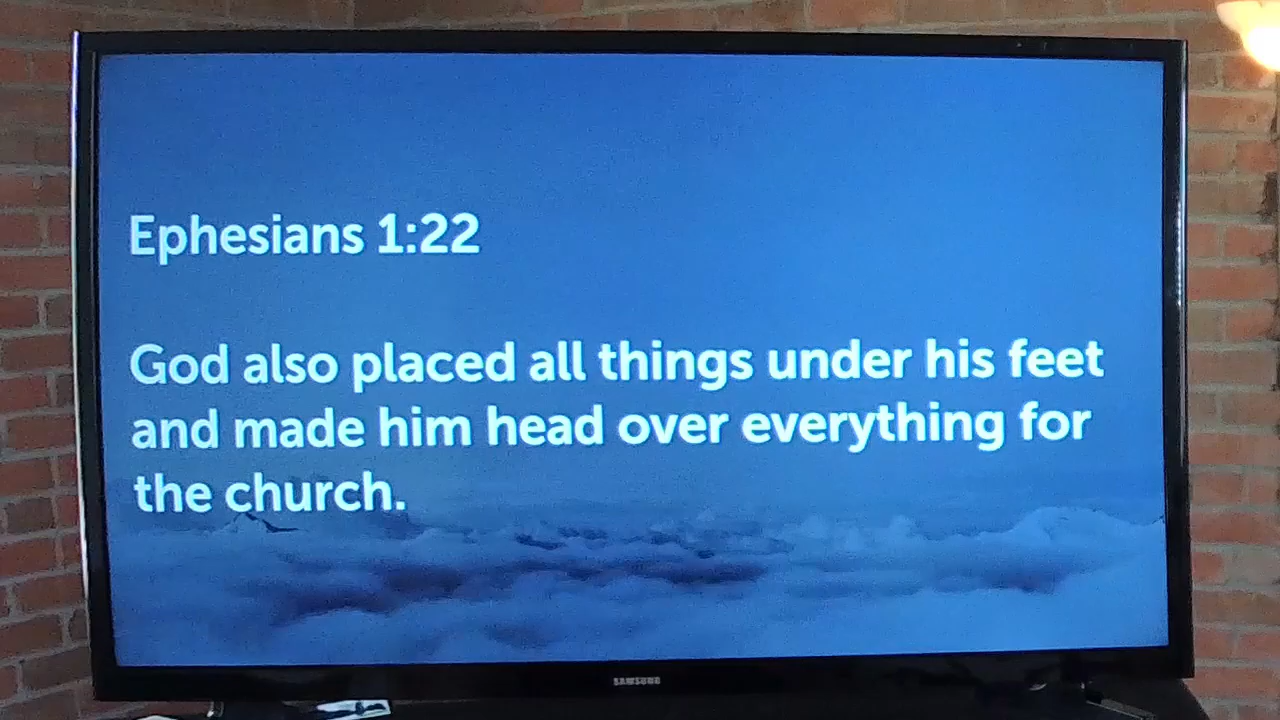 Ephesians 1:22
God also placed all things under his feet
and made him head over everything for
the church.
SAMSUNG